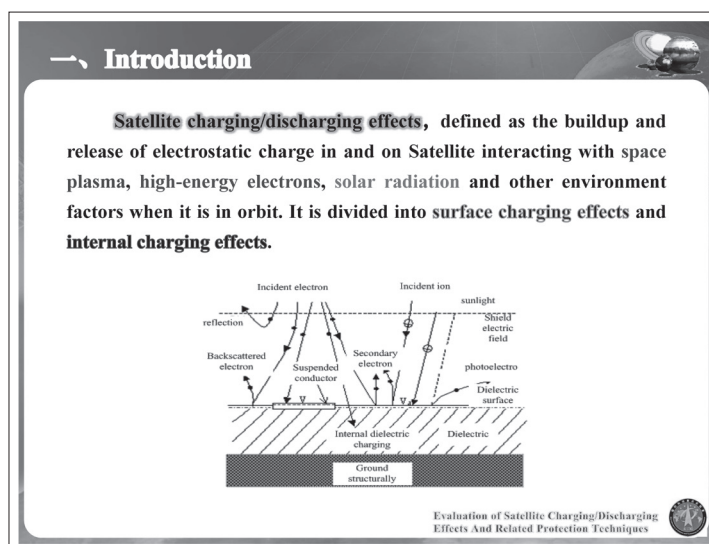 一、Introduction
Satellite charging/discharging effects，defined as the buildup and
release of electrostatic charge in and on Satellite interacting with space
plasma, high-energy electrons, solar radiation and other environment
factors when it is in orbit. It is divided into surface charging effects and
internal charging effects.
Incident electron
Incident ion
sunlight
reflection
Shield
electric
field
Backscattered
electron
Suspended
conductor
Secondary
electron
photoelectro
Dielectric
surface
Internal dielectric
charging
Dielectric
Ground
structurally
Evaluation of Satellite Charging/Discharging
Effects And Related Protection Techniques